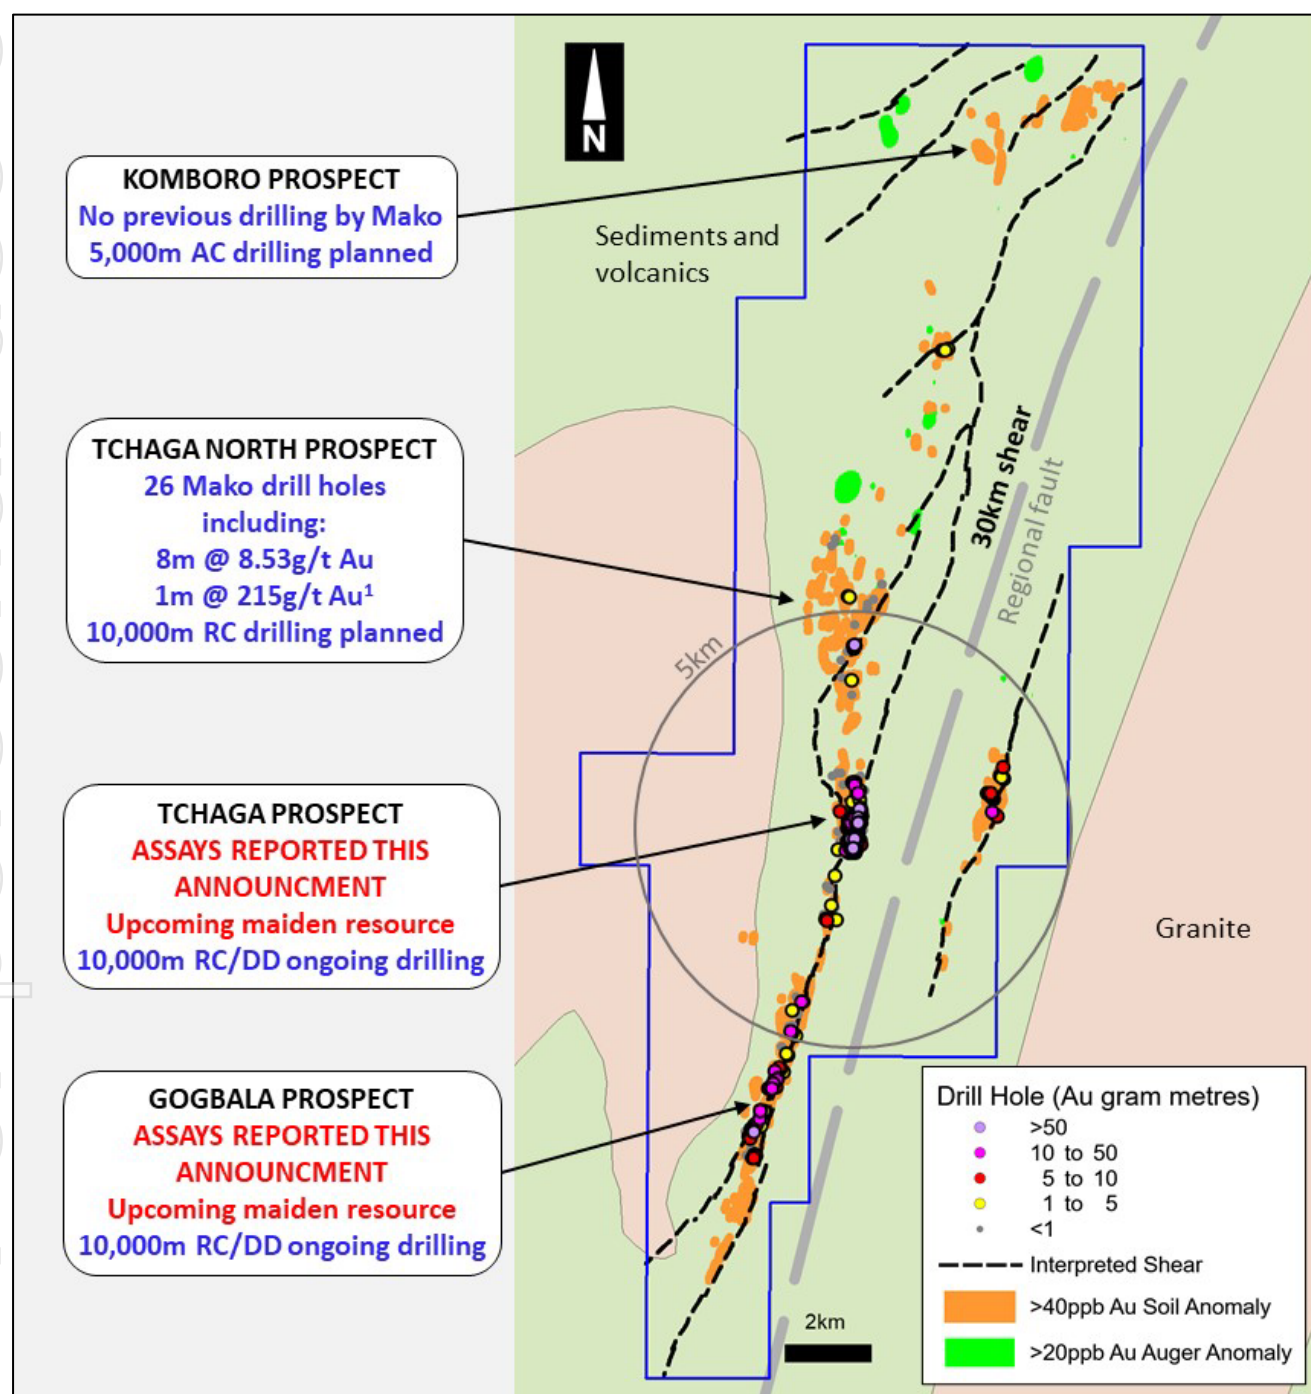 N
KOMBORO PROSPECT
No previous drilling by Mako
5,000m AC drilling planned
Sediments and
volcanics
TCHAGA NORTH PROSPECT
26 Mako drill holes
including:
8m @ 8.53g/t Au
1m @ 215g/t Au¹
10,000m RC drilling planned
30km shear
Regional fault
5km
TCHAGA PROSPECT
ASSAYS REPORTED THIS
ANNOUNCMENT
Upcoming maiden resource
10,000m RC/DD ongoing drilling
Granite
GOGBALA PROSPECT
ASSAYS REPORTED THIS
ANNOUNCMENT
Upcoming maiden resource
10,000m RC/DD ongoing drilling
Drill Hole (Au gram metres)
>50
10 to 50
5 to 10
1 to 5
<1
Interpreted Shear
>40ppb Au Soil Anomaly
>20ppb Au Auger Anomaly
2km